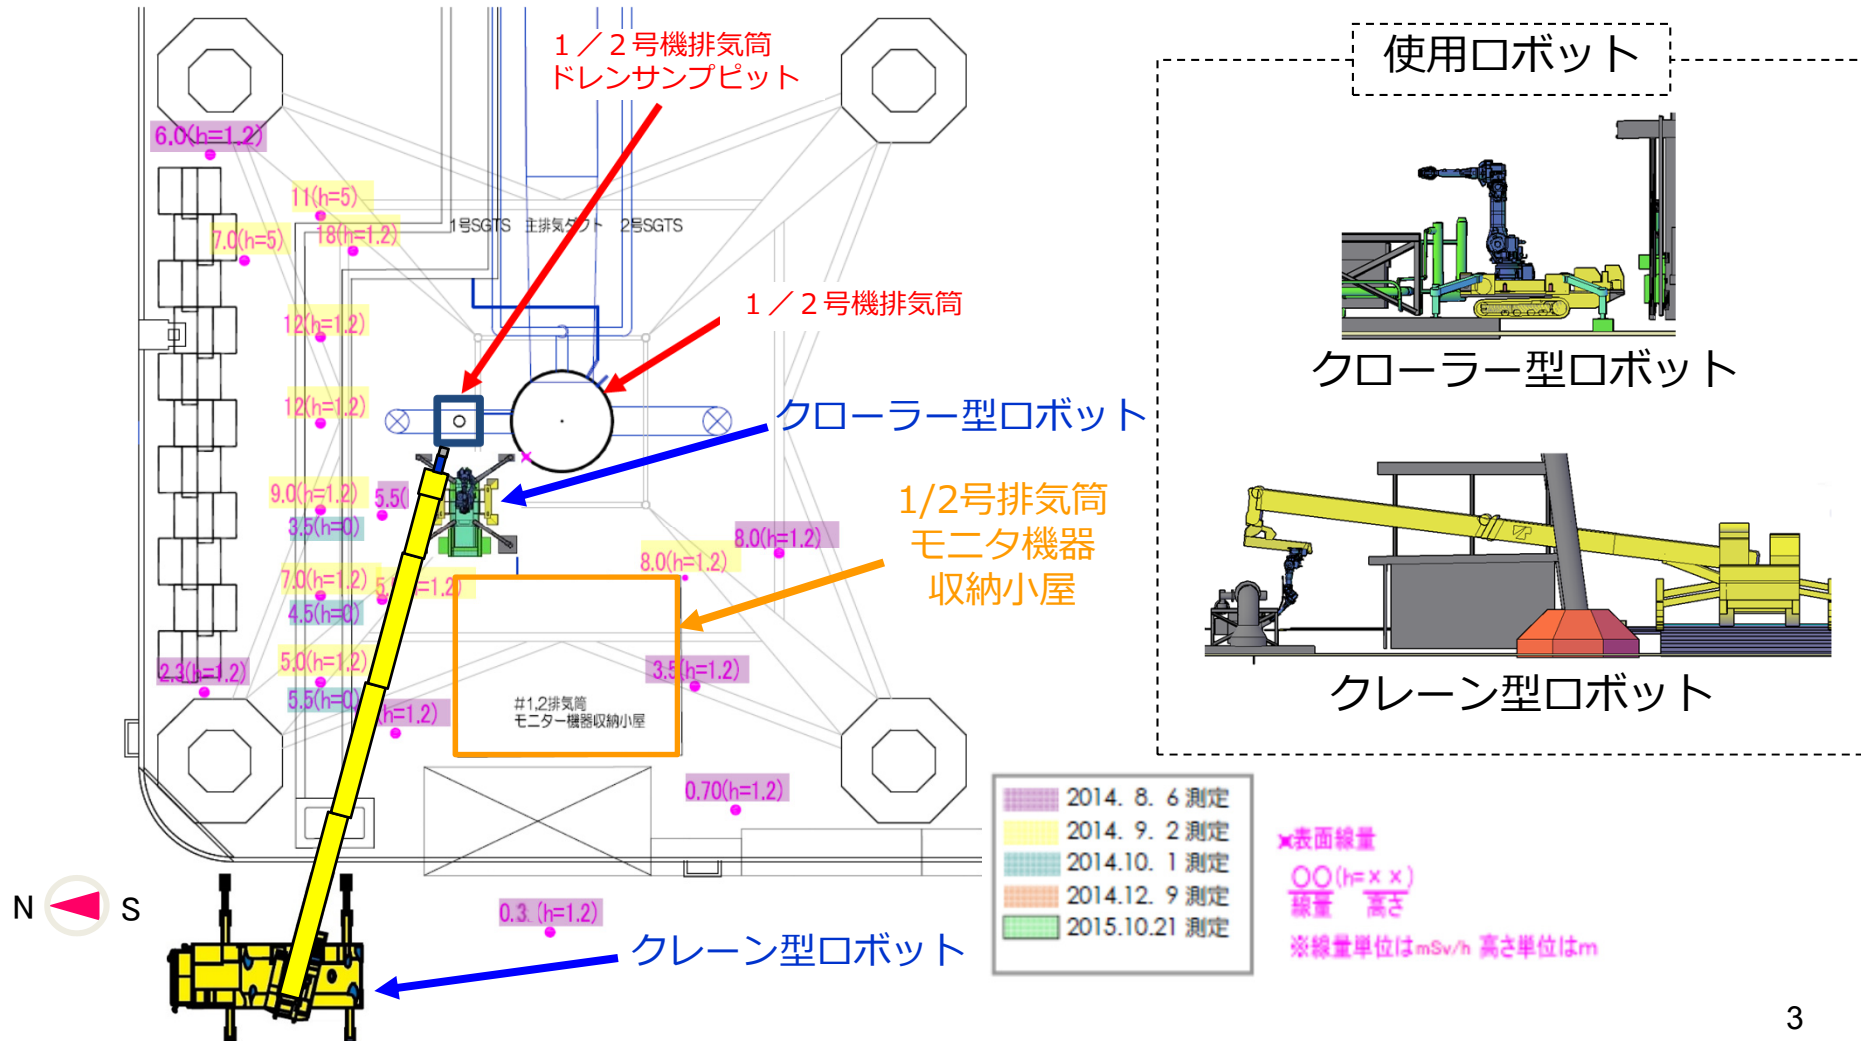 1／2号機排気筒
ドレンサンプピット
使用ロボット
6.0(h=1.2)
11(h=5)
7.0(h=5)
18(h=1.2)
1号SGTS 主排気ダクト 2号SGTS
1／2号機排気筒
12(h=1.2)
12(h=1.2)
クローラー型ロボット
クローラー型ロボット
9.0(h=1.2)
3.5(h=0)
5.5(
1/2号排気筒
モニタ機器
収納小屋
8.0(h=1.2)
8.0(h=1.2)
7.0(h=1.2)
4.5(h=0)
5.0(h=1.2)
5.5(h=0)
2.3(h=1.2)
3.5(h=1.2)
h=1.2)
#1,2排気筒
モニター機器収納小屋
クレーン型ロボット
0.70(h=1.2)
2014. 8. 6 測定
2014. 9. 2 測定
2014.10. 1 測定
2014.12. 9 測定
2015.10.21 測定
×表面線量
〇〇(h=××)
線量 高さ
※線量単位はmSv/h 高さ単位はm
N S
(h=1.2)
クレーン型ロボット
3